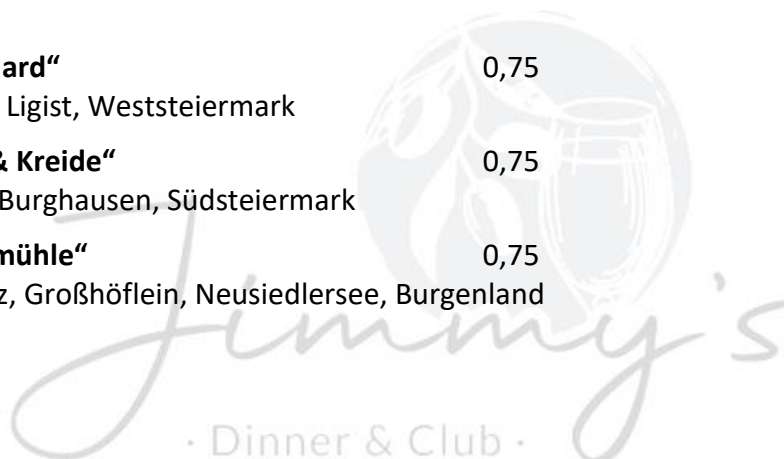 ard“ 0,75
Ligist, Weststeiermark
& Kreide“ 0,75
Burghausen, Südsteiermark
mühle“ 0,75
z, Großhöflein, Neusiedlersee, Burgenland
Jimmy's
· Dinner & Club ·